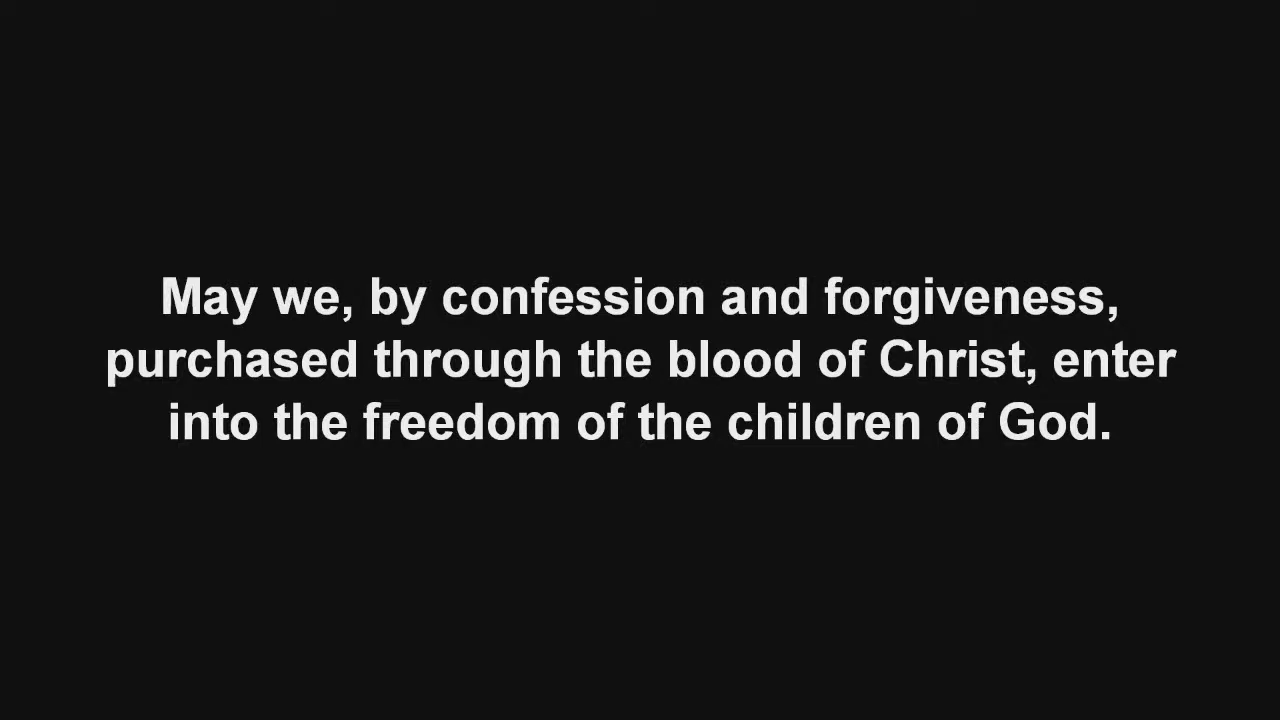 May we, by confession and forgiveness,
purchased through the blood of Christ, enter
into the freedom of the children of God.